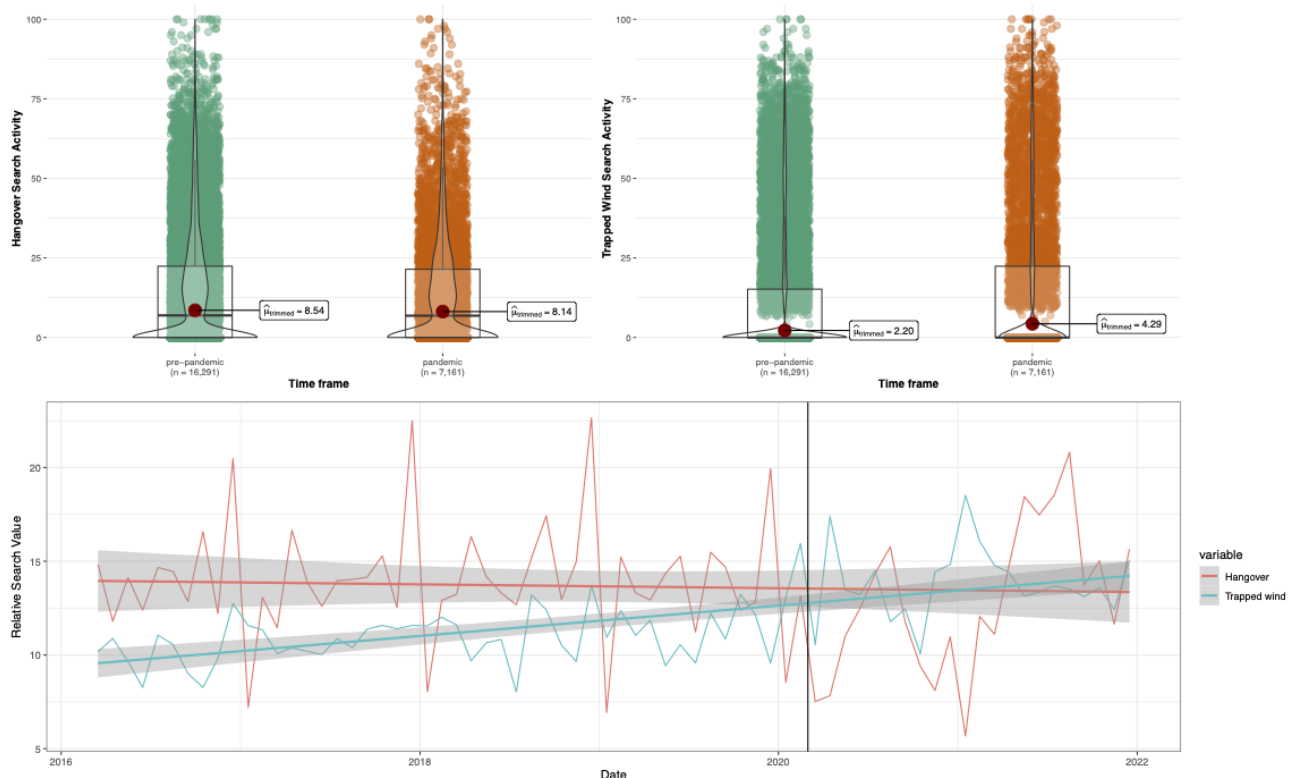 100
75
50
25
0
Hangover Search Activity
μ̂trimmed = 8.54
μ̂trimmed = 8.14
pre−pandemic
(n = 16,291)
pandemic
(n = 7,161)
Time frame
100
75
50
25
0
Trapped Wind Search Activity
μ̂trimmed = 2.20
μ̂trimmed = 4.29
pre−pandemic
(n = 16,291)
pandemic
(n = 7,161)
Time frame
20
15
10
5
Relative Search Value
2016
2018
2020
2022
Date
variable
Hangover
Trapped wind